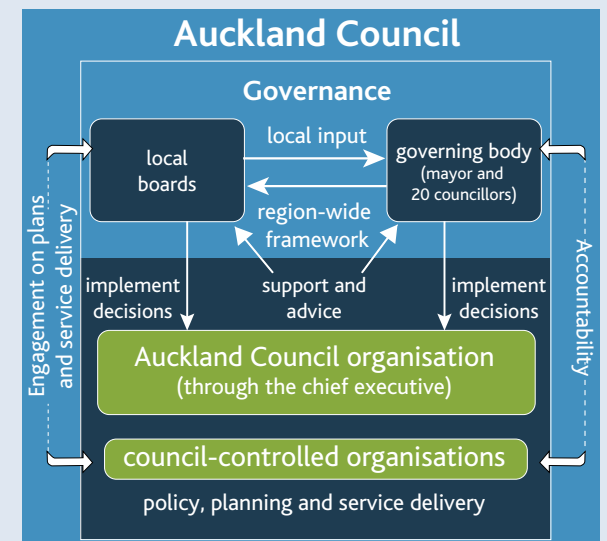 Auckland Council
Governance
local
boards
local input
governing body
(mayor and
20 councillors)
region-wide
framework
Engagement on plans
and service delivery
Accountability
implement
decisions
support and
advice
implement
decisions
Auckland Council organisation
(through the chief executive)
council-controlled organisations
policy, planning and service delivery